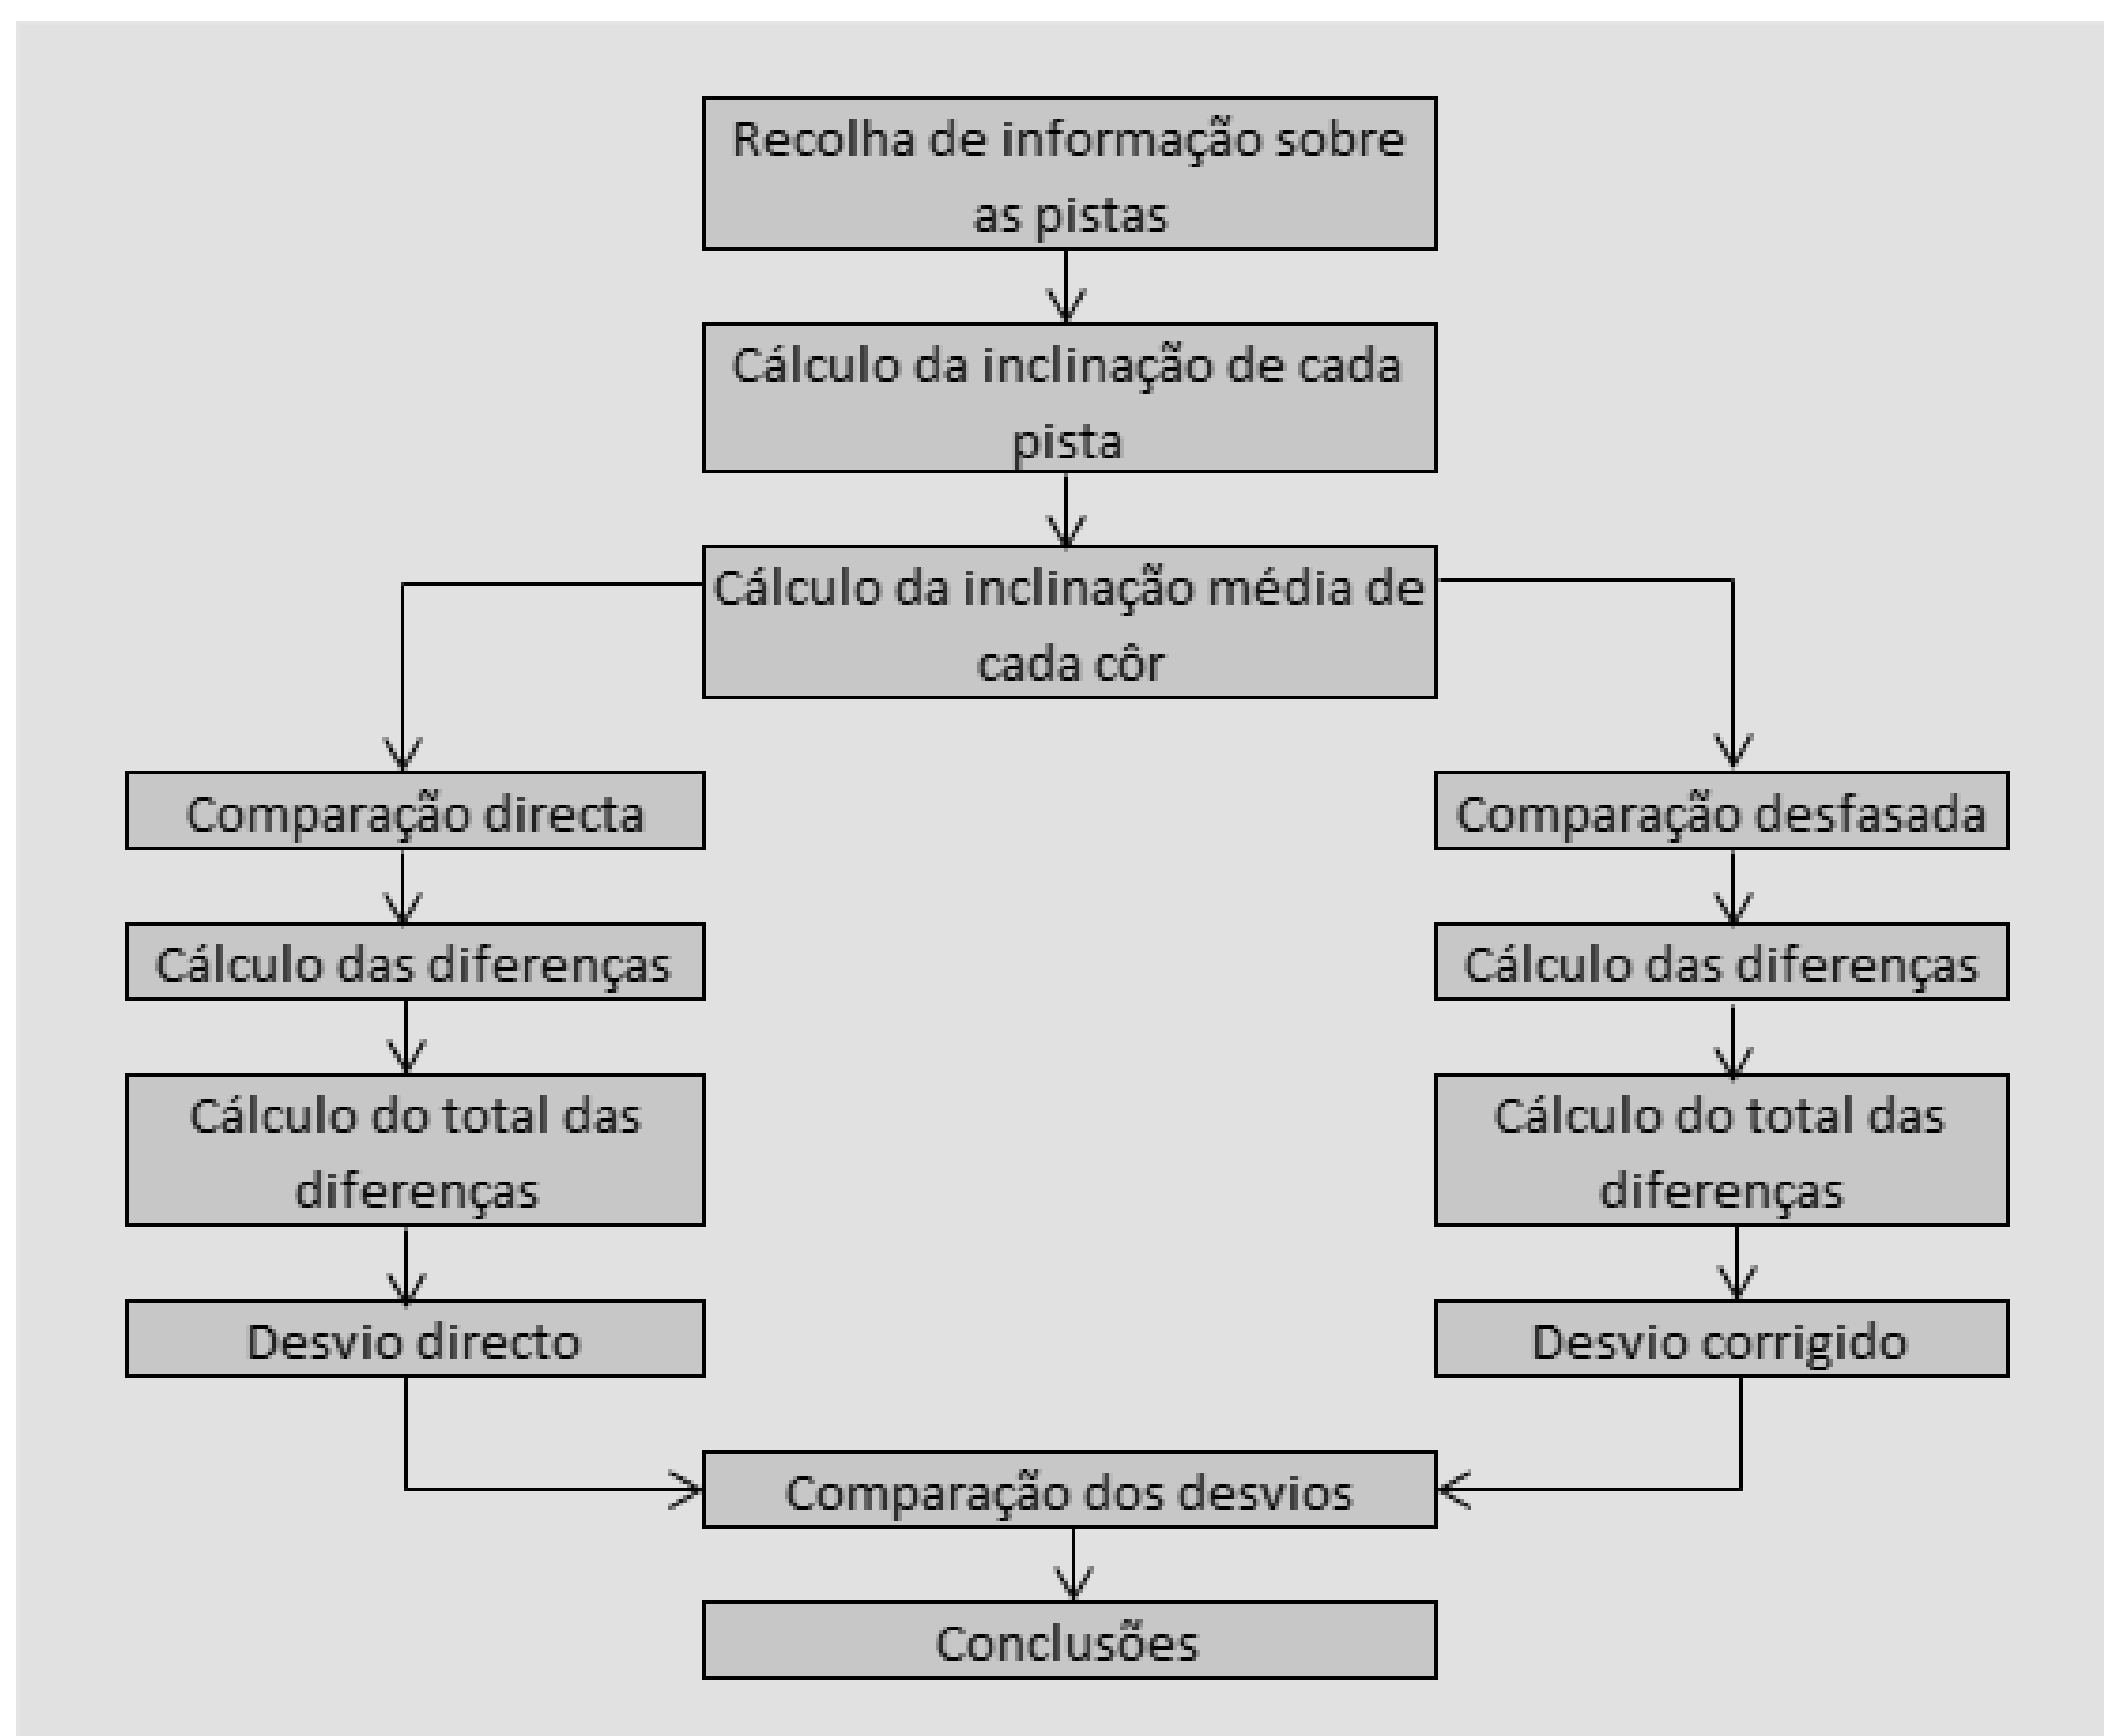 Recolha de informação sobre
as pistas
Cálculo da inclinação de cada
pista
Cálculo da inclinação média de
cada côr
Comparação directa
Comparação desfasada
Cálculo das diferenças
Cálculo das diferenças
Cálculo do total das
diferenças
Cálculo do total das
diferenças
Desvio directo
Desvio corrigido
Comparação dos desvios
Conclusões